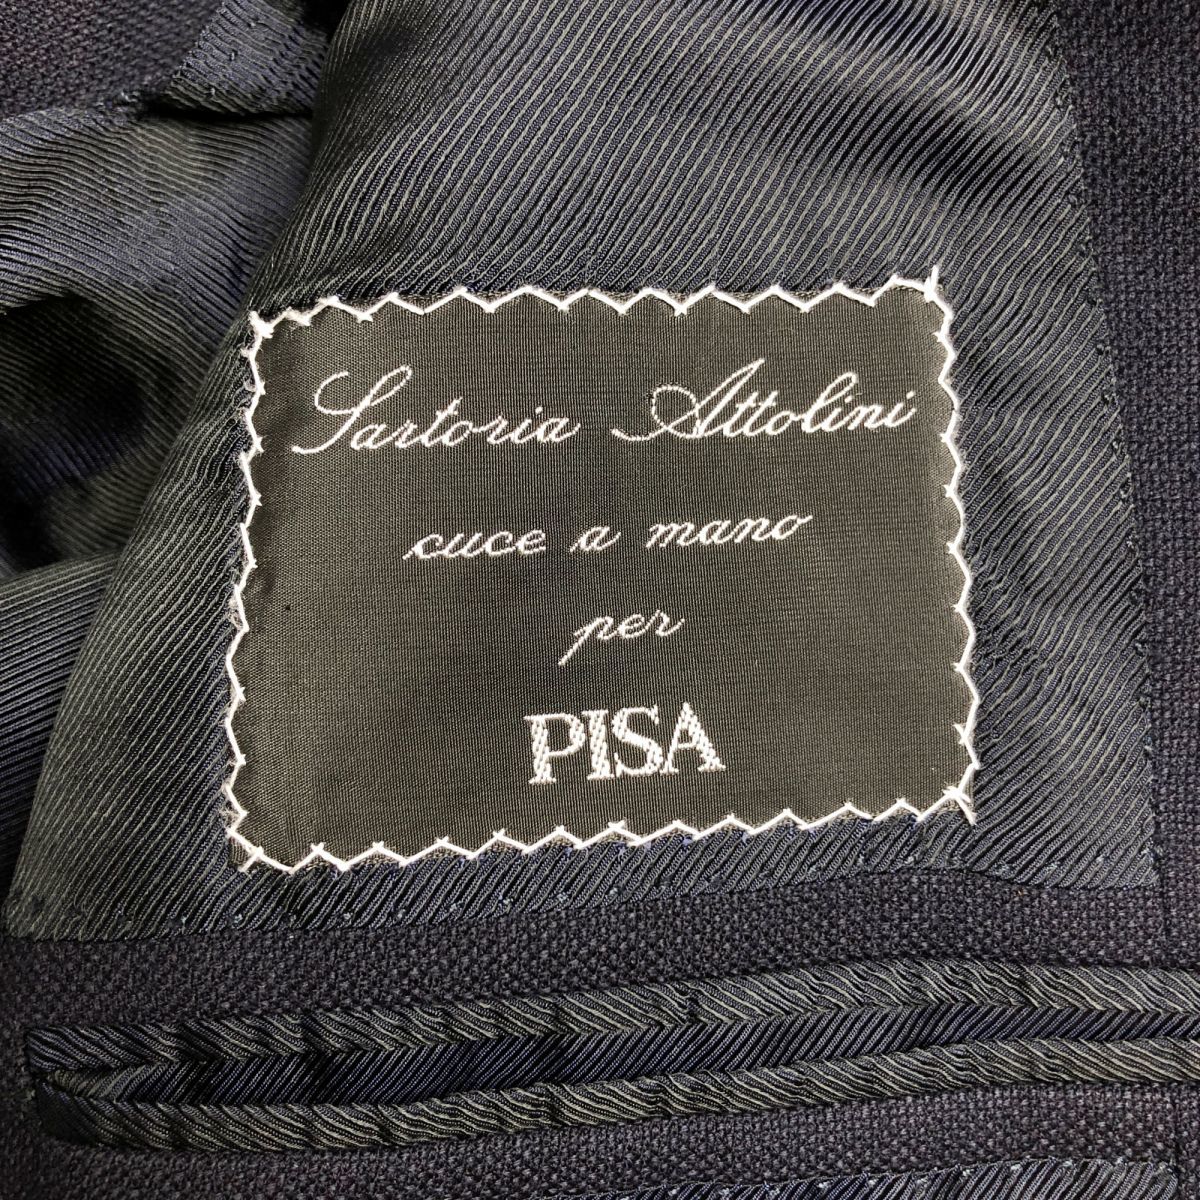 Sartoria Attolini
cuce a mano
per
PISA